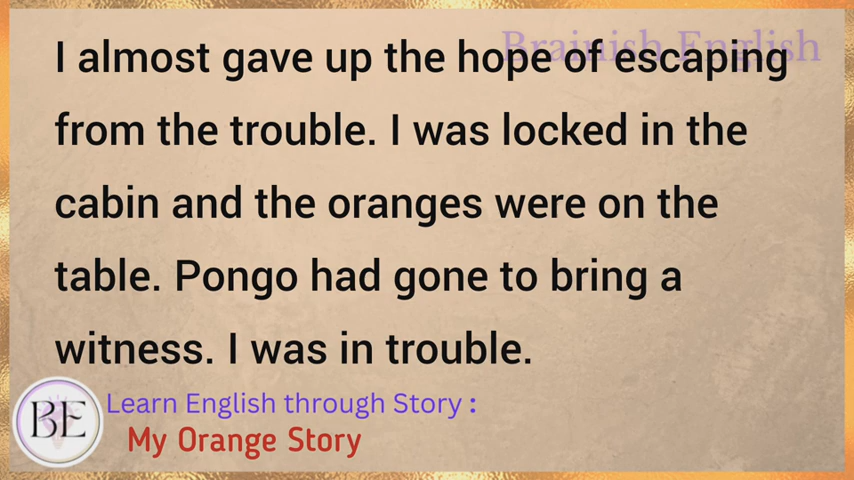 Brainish English
I almost gave up the hope of escaping
from the trouble. I was locked in the
cabin and the oranges were on the
table. Pongo had gone to bring a
witness. I was in trouble.
BE
Learn English through Story :
My Orange Story